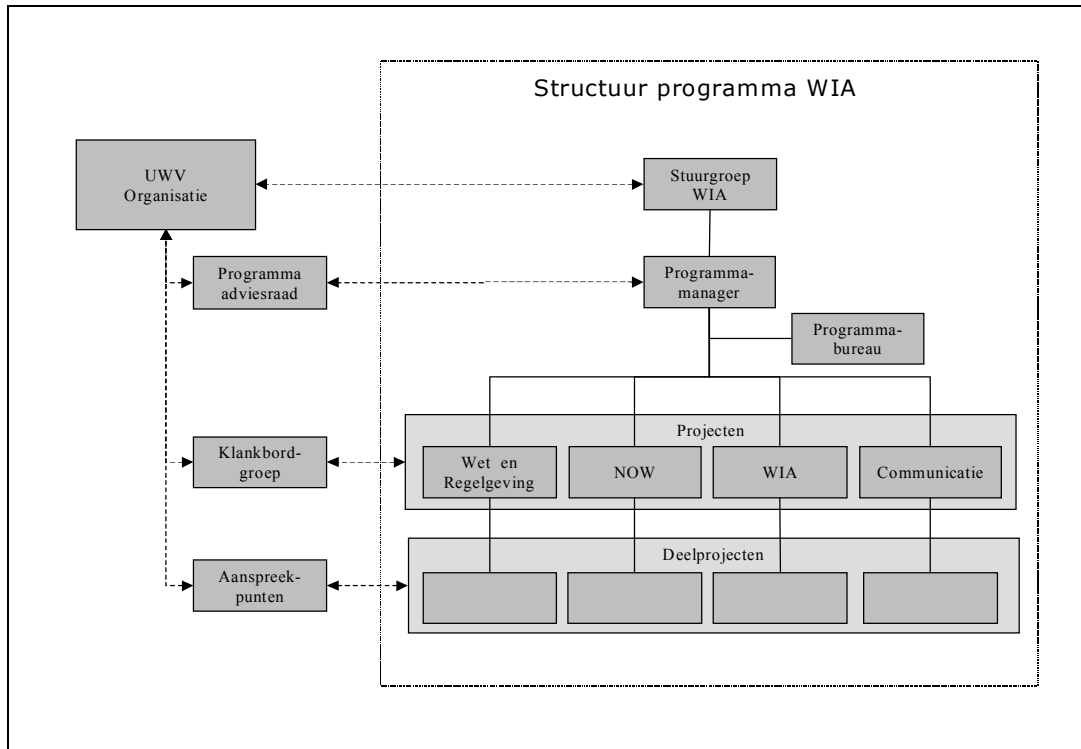 Structuur programma WIA
UWV
Organisatie
Stuurgroep
WIA
Programma
adviesraad
Programma-
manager
Programma-
bureau
Projecten
Klankbord-
groep
Wet en
Regelgeving
NOW
WIA
Communicatie
Deelprojecten
Aanspreek-
punten